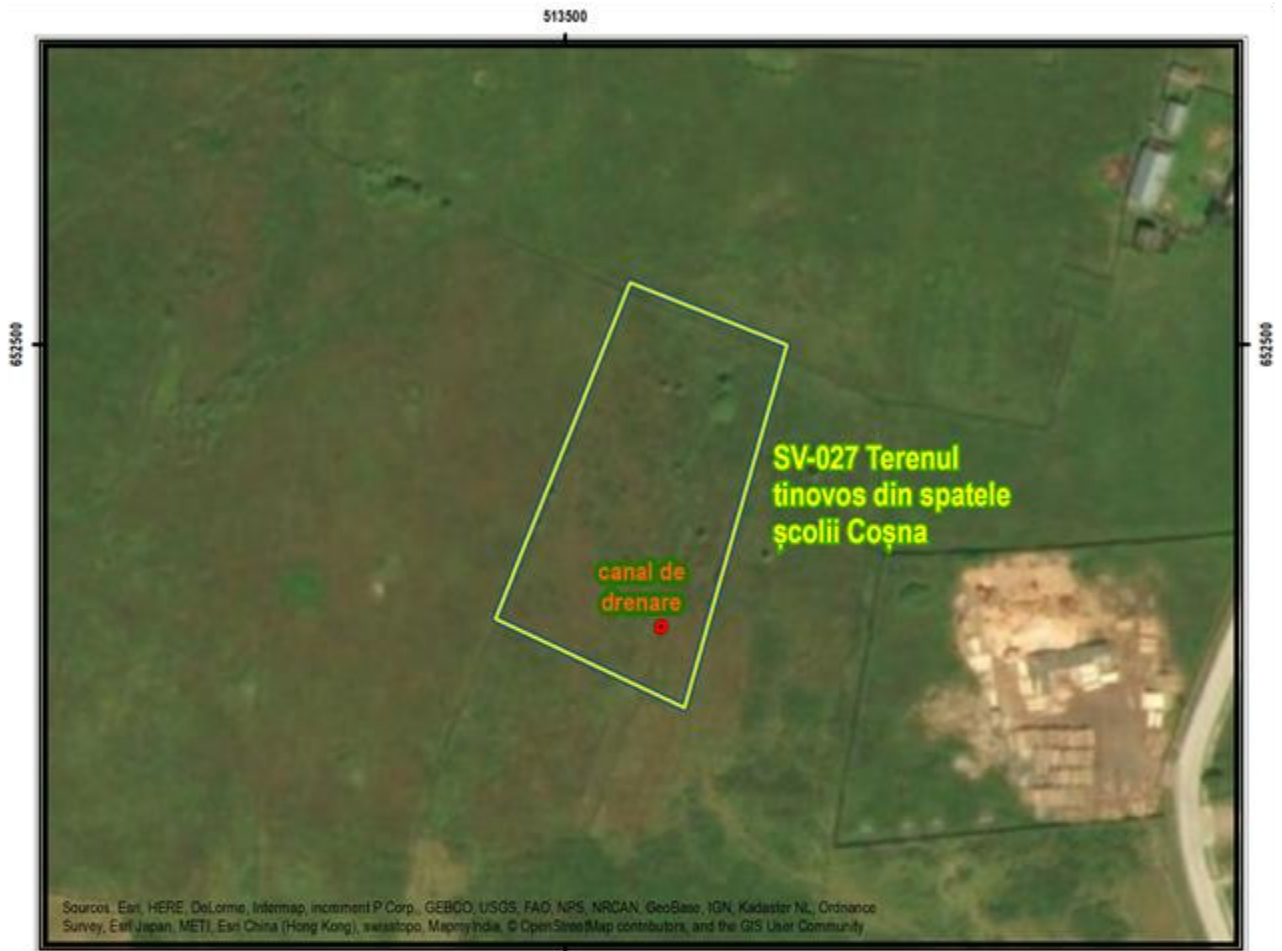 513500
652500
652500
SV-027 Terenul
tinovos din spatele
școlii Coșna
canal de
drenare
Sources: Esri, HERE, DeLorme, Intermap, increment P Corp., GEBCO, USGS, FAO, NPS, NRCAN, GeoBase, IGN, Kadaster NL, Ordnance
Survey, Esri Japan, METI, Esri China (Hong Kong), swisstopo, MapmyIndia, © OpenStreetMap contributors, and the GIS User Community